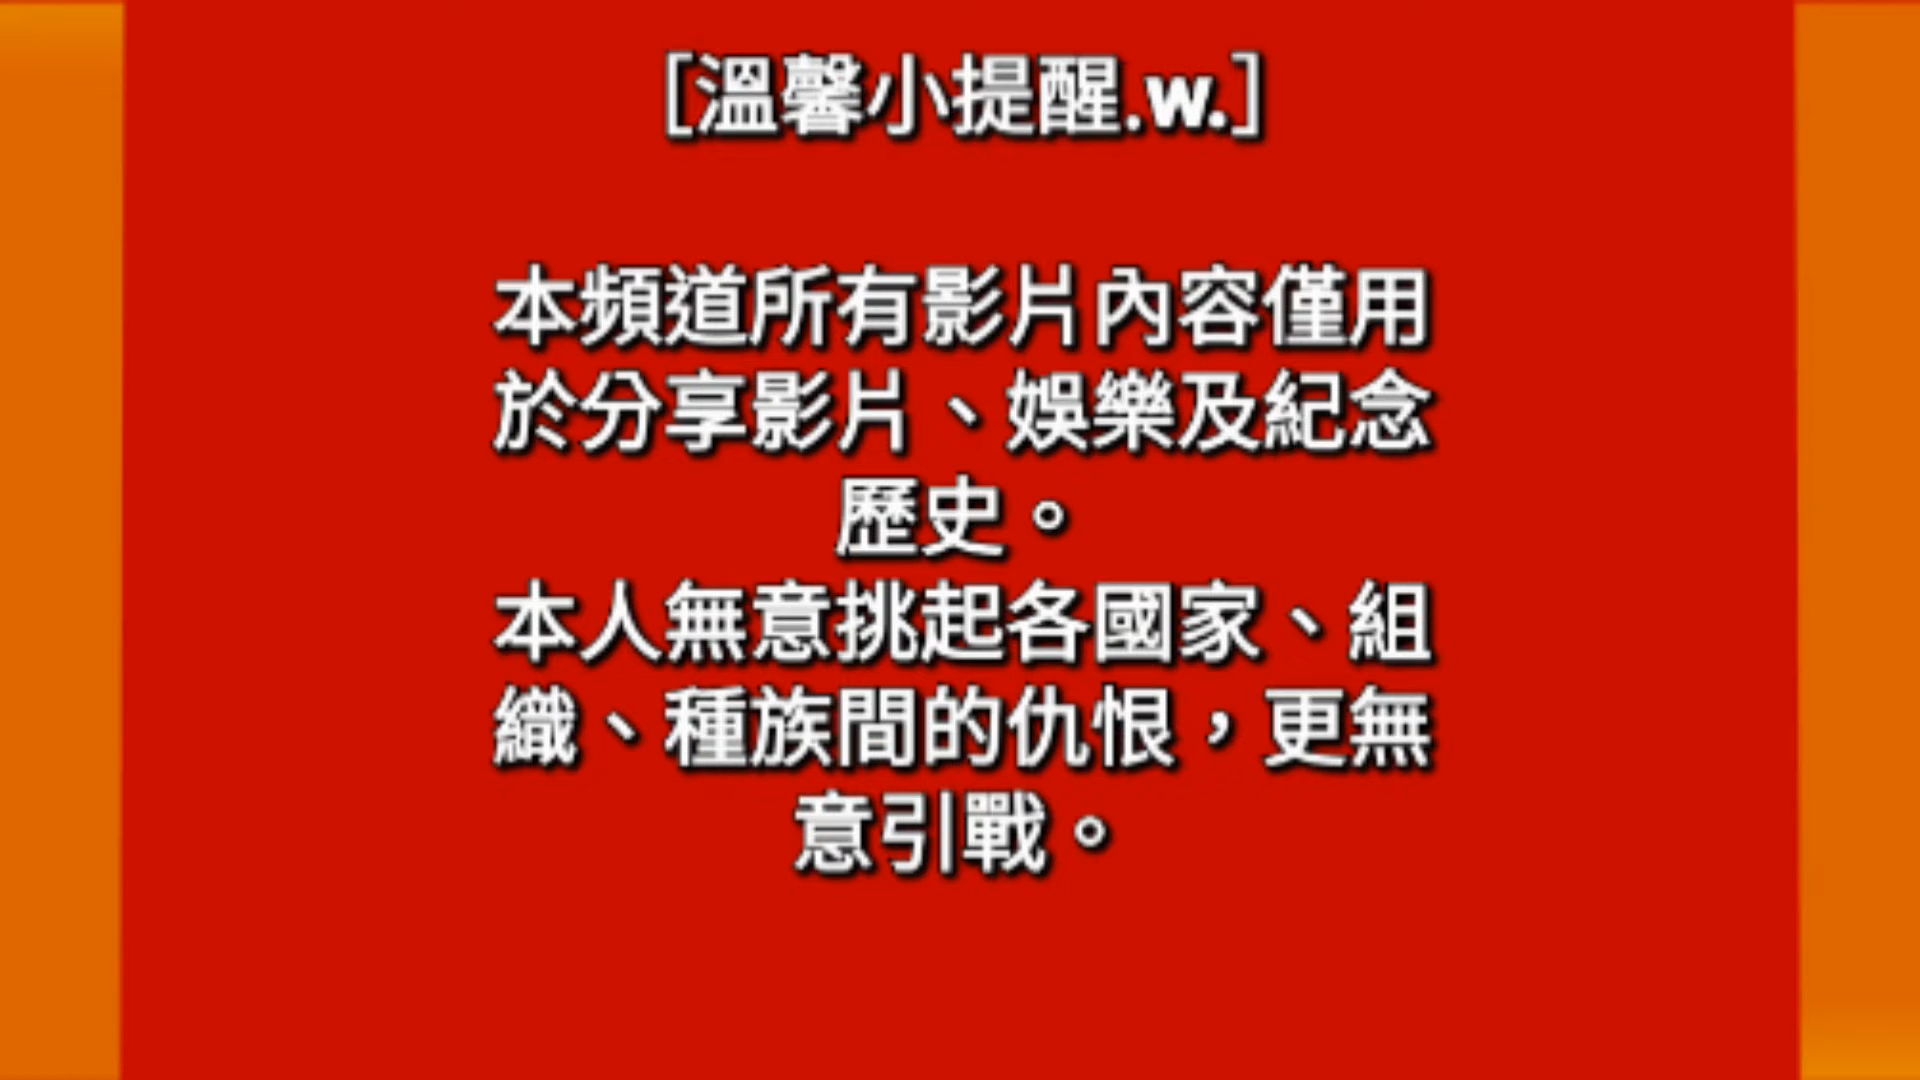 [溫馨小提醒.w.]
本頻道所有影片內容僅用
於分享影片、娛樂及紀念
歷史。
本人無意挑起各國家、組
織、種族間的仇恨，更無
意引戰。